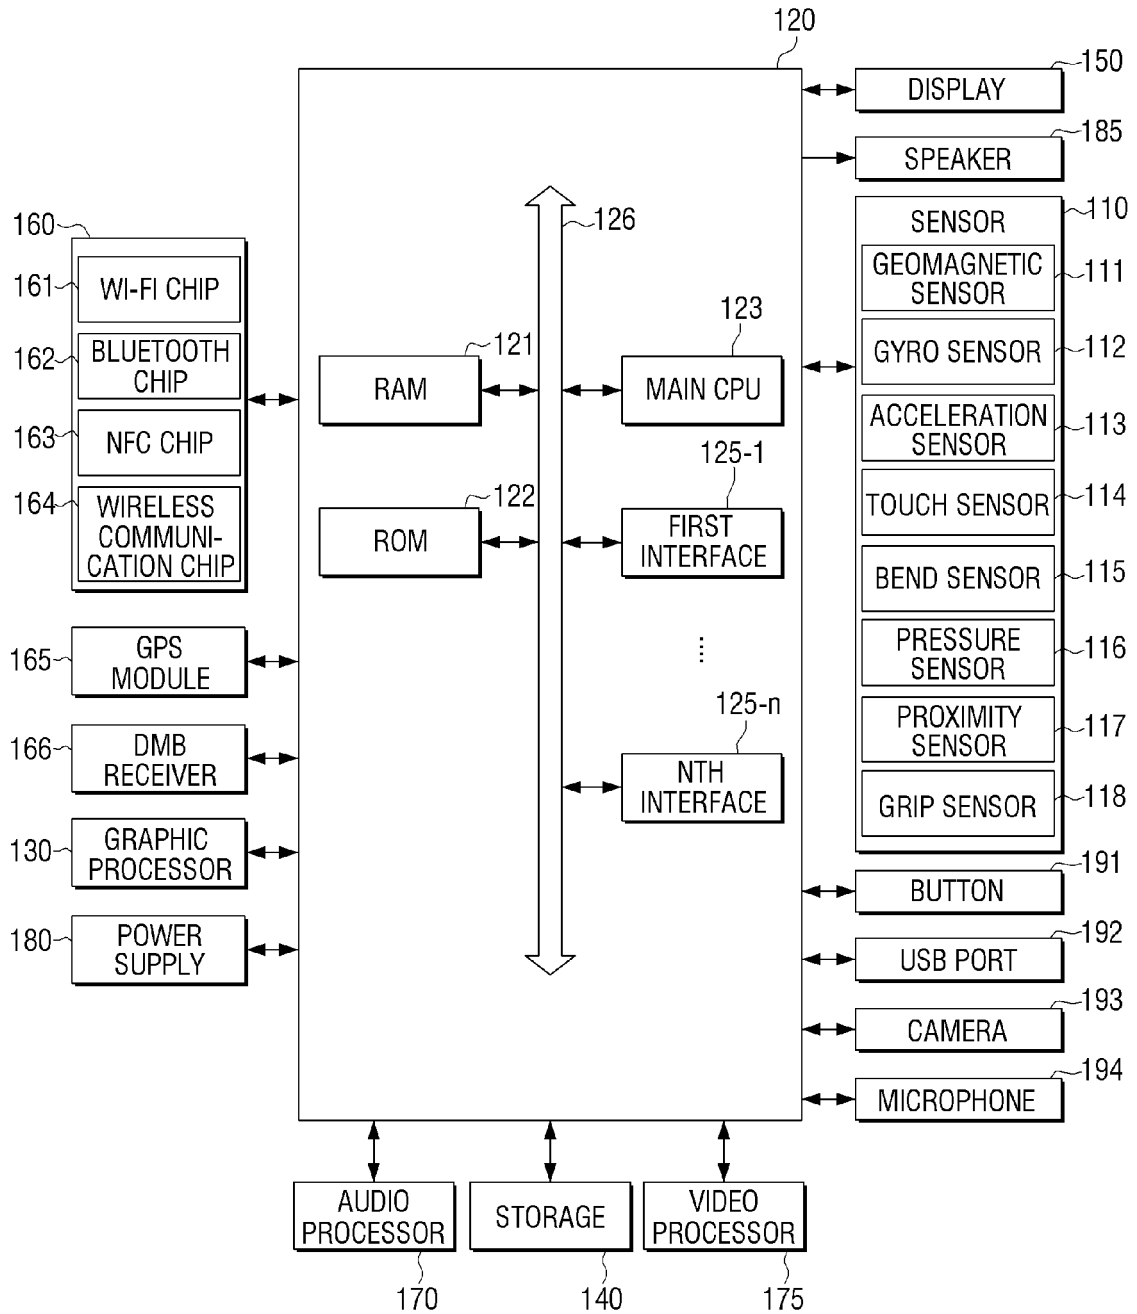 120
150
DISPLAY
185
SPEAKER
110
SENSOR
GEOMAGNETIC
SENSOR
111
GYRO SENSOR
112
ACCELERATION
SENSOR
113
TOUCH SENSOR
114
BEND SENSOR
115
PRESSURE
SENSOR
116
PROXIMITY
SENSOR
117
GRIP SENSOR
118
191
BUTTON
192
USB PORT
193
CAMERA
194
MICROPHONE
126
121
RAM
123
MAIN CPU
122
ROM
125-1
FIRST
INTERFACE
125-n
NTH
INTERFACE
160
161
WI-FI CHIP
162
BLUETOOTH
CHIP
163
NFC CHIP
164
WIRELESS
COMMUNI-
CATION CHIP
165
GPS
MODULE
166
DMB
RECEIVER
130
GRAPHIC
PROCESSOR
180
POWER
SUPPLY
AUDIO
PROCESSOR
170
STORAGE
140
VIDEO
PROCESSOR
175